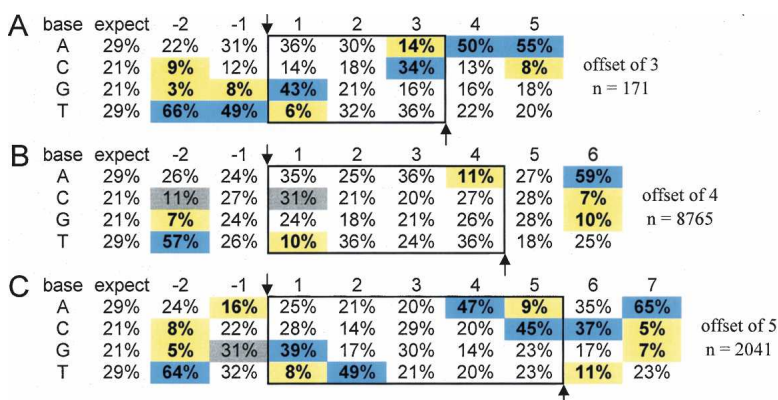 A base expect -2 -1 1 2 3 4 5
A 29% 22% 31% 36% 30% 14% 50% 55%
C 21% 9% 12% 14% 18% 34% 13% 8% offset of 3
G 21% 3% 8% 43% 21% 16% 16% 18% n = 171
T 29% 66% 49% 6% 32% 36% 22% 20%
B base expect -2 -1 1 2 3 4 5 6
A 29% 26% 24% 35% 25% 36% 11% 27% 59%
C 21% 11% 27% 31% 21% 20% 27% 28% 7% offset of 4
G 21% 7% 24% 24% 18% 21% 26% 28% 10% n = 8765
T 29% 57% 26% 10% 36% 24% 36% 18% 25%
C base expect -2 -1 1 2 3 4 5 6 7
A 29% 24% 16% 25% 21% 20% 47% 9% 35% 65%
C 21% 8% 22% 28% 14% 29% 20% 45% 37% 5% offset of 5
G 21% 5% 31% 39% 17% 30% 14% 23% 17% 7% n = 2041
T 29% 64% 32% 8% 49% 21% 20% 23% 11% 23%